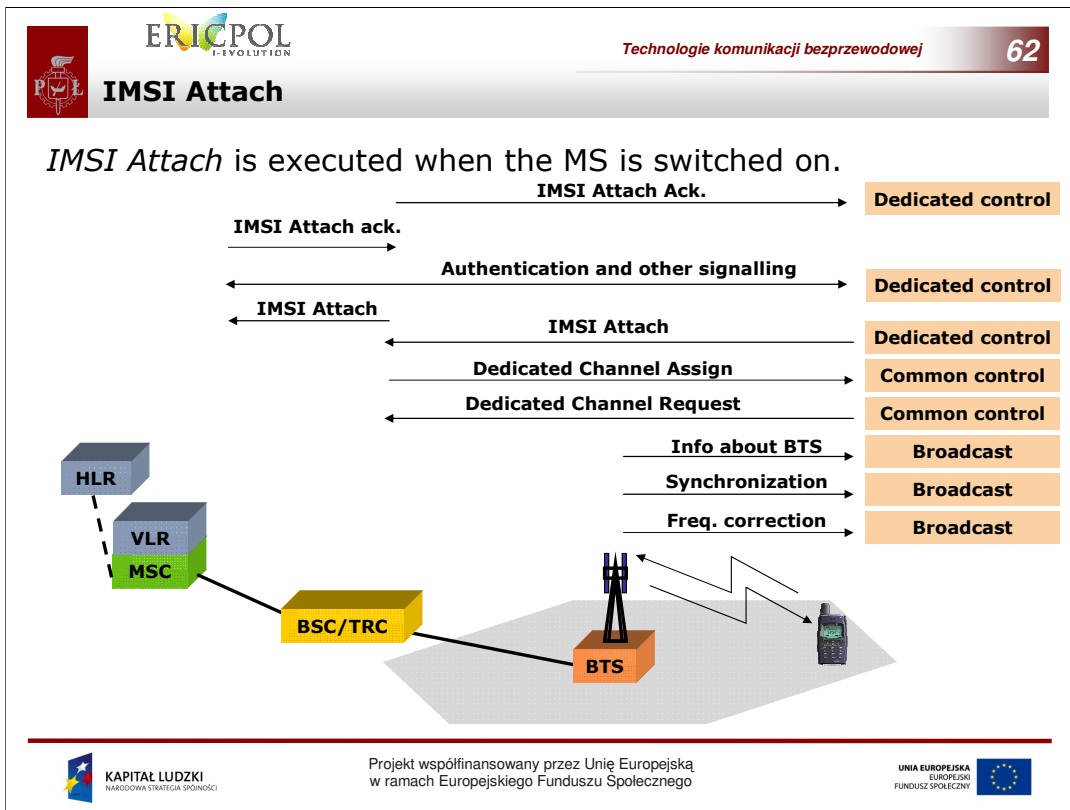 ERICPOL
I-EVOLUTION
Technologie komunikacji bezprzewodowej
62
P Ł
IMSI Attach
IMSI Attach is executed when the MS is switched on.
IMSI Attach Ack.
Dedicated control
IMSI Attach ack.
Authentication and other signalling
Dedicated control
IMSI Attach
IMSI Attach
Dedicated control
Dedicated Channel Assign
Common control
Dedicated Channel Request
Common control
Info about BTS
Broadcast
Synchronization
Broadcast
Freq. correction
Broadcast
HLR
VLR
MSC
BSC/TRC
BTS
KAPITAŁ LUDZKI
NARODOWA STRATEGIA SPÓJNOŚCI
Projekt współfinansowany przez Unię Europejską
w ramach Europejskiego Funduszu Społecznego
UNIA EUROPEJSKA
EUROPEJSKI
FUNDUSZ SPOŁECZNY